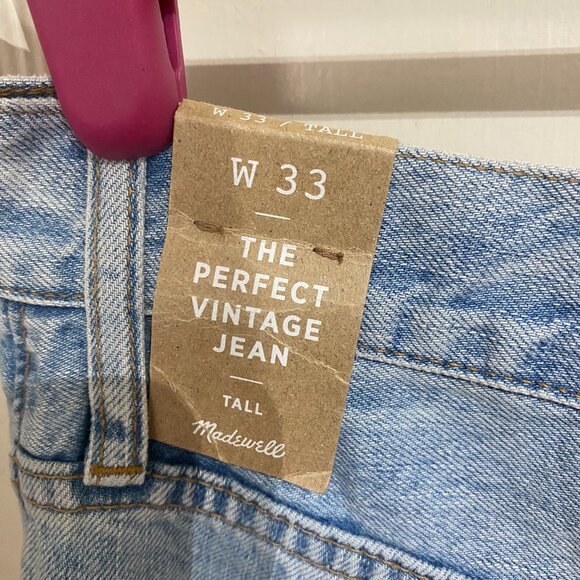 W 33 / TALL
W 33
THE
PERFECT
VINTAGE
JEAN
TALL
Madewell